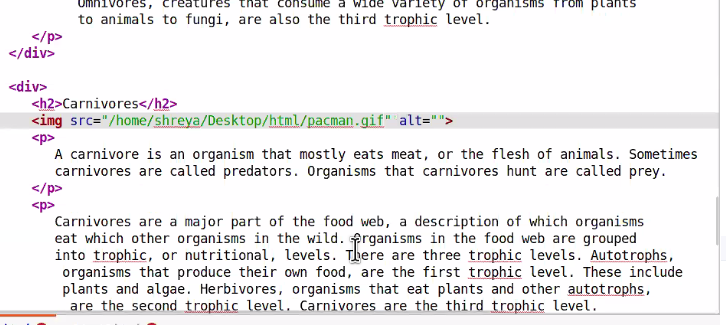 Omnivores, creatures that consume a wide variety of organisms from plants
to animals to fungi, are also the third trophic level.
</p>
</div>
<div>
<h2>Carnivores</h2>
<img src="/home/shreya/Desktop/html/pacman.gif" alt="">
<p>
A carnivore is an organism that mostly eats meat, or the flesh of animals. Sometimes
carnivores are called predators. Organisms that carnivores hunt are called prey.
</p>
<p>
Carnivores are a major part of the food web, a description of which organisms
eat which other organisms in the wild. Organisms in the food web are grouped
into trophic, or nutritional, levels. There are three trophic levels. Autotrophs,
organisms that produce their own food, are the first trophic level. These include
plants and algae. Herbivores, organisms that eat plants and other autotrophs,
are the second trophic level. Carnivores are the third trophic level.